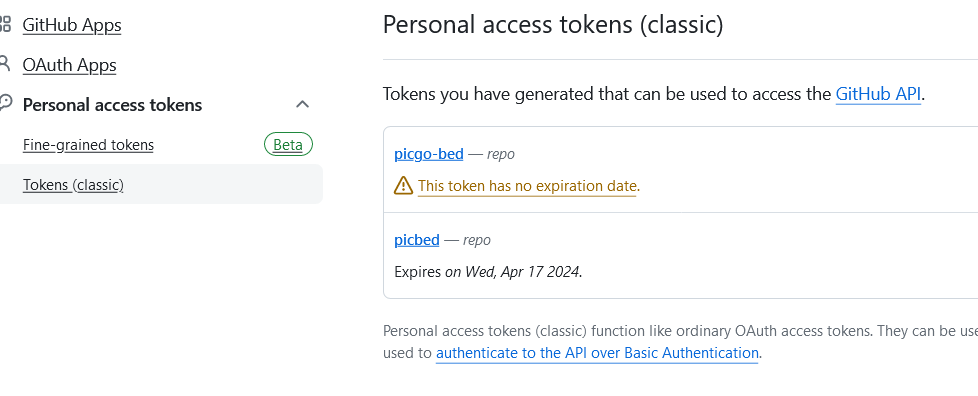 GitHub Apps
OAuth Apps
Personal access tokens
Fine-grained tokens
Beta
Tokens (classic)
Personal access tokens (classic)
Tokens you have generated that can be used to access the GitHub API.
picgo-bed — repo
This token has no expiration date.
picbed — repo
Expires on Wed, Apr 17 2024.
Personal access tokens (classic) function like ordinary OAuth access tokens. They can be
used to authenticate to the API over Basic Authentication.